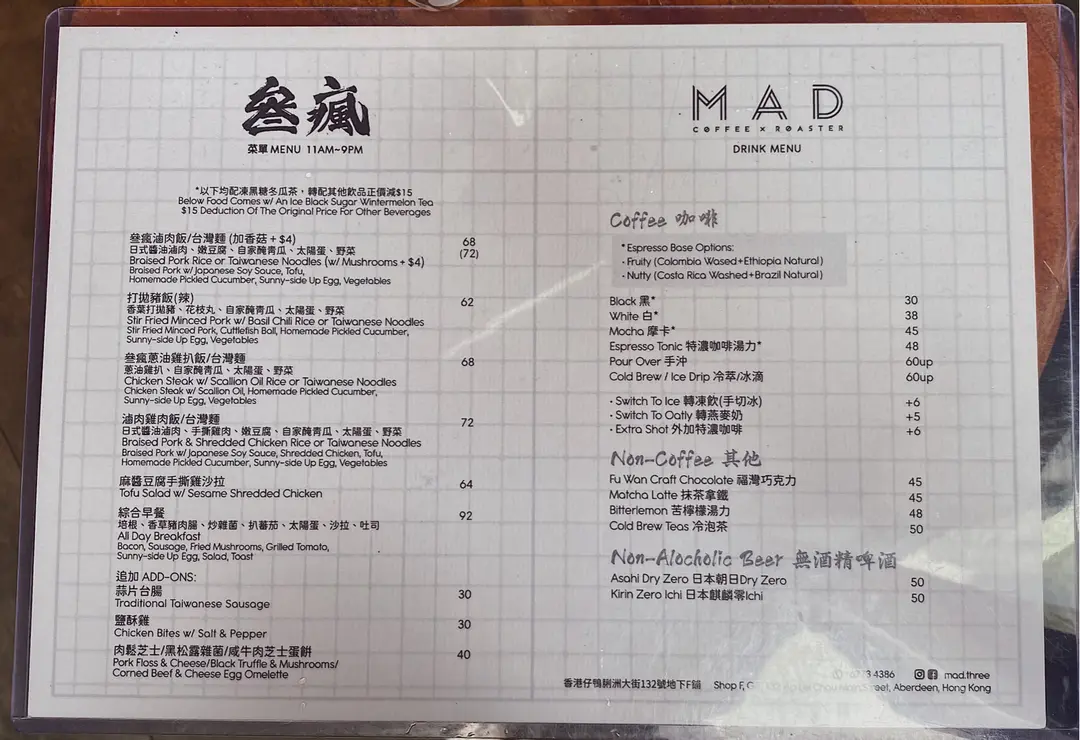 叁瘋
菜單 MENU 11AM~9PM
*以下均配凍黑糖冬瓜茶，轉配其他飲品正價減$15
Below Food Comes w/ An Ice Black Sugar Wintermelon Tea
$15 Deduction Of The Original Price For Other Beverages
叁瘋滷肉飯/台灣麵 (加香菇 + $4) 68
日式醬油滷肉、嫩豆腐、自家醃青瓜、太陽蛋、野菜 (72)
Braised Pork Rice or Taiwanese Noodles (w/ Mushrooms + $4)
Braised Pork w/ Japanese Soy Sauce, Tofu,
Homemade Pickled Cucumber, Sunny-side Up Egg, Vegetables
打拋豬飯(辣) 62
香葉打拋豬、花枝丸、自家醃青瓜、太陽蛋、野菜
Stir Fried Minced Pork w/ Basil Chili Rice or Taiwanese Noodles
Stir Fried Minced Pork, Cuttlefish Ball, Homemade Pickled Cucumber,
Sunny-side Up Egg, Vegetables
叁瘋蔥油雞扒飯/台灣麵 68
蔥油雞扒、自家醃青瓜、太陽蛋、野菜
Chicken Steak w/ Scallion Oil Rice or Taiwanese Noodles
Chicken Steak w/ Scallion Oil, Homemade Pickled Cucumber,
Sunny-side Up Egg, Vegetables
滷肉雞肉飯/台灣麵 72
日式醬油滷肉、手撕雞肉、嫩豆腐、自家醃青瓜、太陽蛋、野菜
Braised Pork & Shredded Chicken Rice or Taiwanese Noodles
Braised Pork w/ Japanese Soy Sauce, Shredded Chicken, Tofu,
Homemade Pickled Cucumber, Sunny-side Up Egg, Vegetables
麻醬豆腐手撕雞沙拉 64
Tofu Salad w/ Sesame Shredded Chicken
綜合早餐 92
培根、香草豬肉腸、炒雜菌、扒蕃茄、太陽蛋、沙拉、吐司
All Day Breakfast
Bacon, Sausage, Fried Mushrooms, Grilled Tomato,
Sunny-side Up Egg, Salad, Toast
追加 ADD-ONS:
蒜片台腸 30
Traditional Taiwanese Sausage
鹽酥雞 30
Chicken Bites w/ Salt & Pepper
肉鬆芝士/黑松露雜菌/咸牛肉芝士蛋餅 40
Pork Floss & Cheese/Black Truffle & Mushrooms/
Corned Beef & Cheese Egg Omelette
MAD
COFFEE x ROASTER
DRINK MENU
Coffee 咖啡
*Espresso Base Options:
• Fruity (Colombia Wased+Ethiopia Natural)
• Nutty (Costa Rica Washed+Brazil Natural)
Black 黑* 30
White 白* 38
Mocha 摩卡* 45
Espresso Tonic 特濃咖啡湯力* 48
Pour Over 手沖 60up
Cold Brew / Ice Drip 冷萃/冰滴 60up
• Switch To Ice 轉凍飲(手切冰) +6
• Switch To Oatly 轉燕麥奶 +5
• Extra Shot 外加特濃咖啡 +6
Non-Coffee 其他
Fu Wan Craft Chocolate 福灣巧克力 45
Matcha Latte 抹茶拿鐵 45
Bitterlemon 苦檸檬湯力 48
Cold Brew Teas 冷泡茶 50
Non-Alocholic Beer 無酒精啤酒
Asahi Dry Zero 日本朝日Dry Zero 50
Kirin Zero Ichi 日本麒麟零Ichi 50
4386 mad.three
香港仔鴨脷洲大街132號地下F鋪 Shop F, Chau Main Street, Aberdeen, Hong Kong